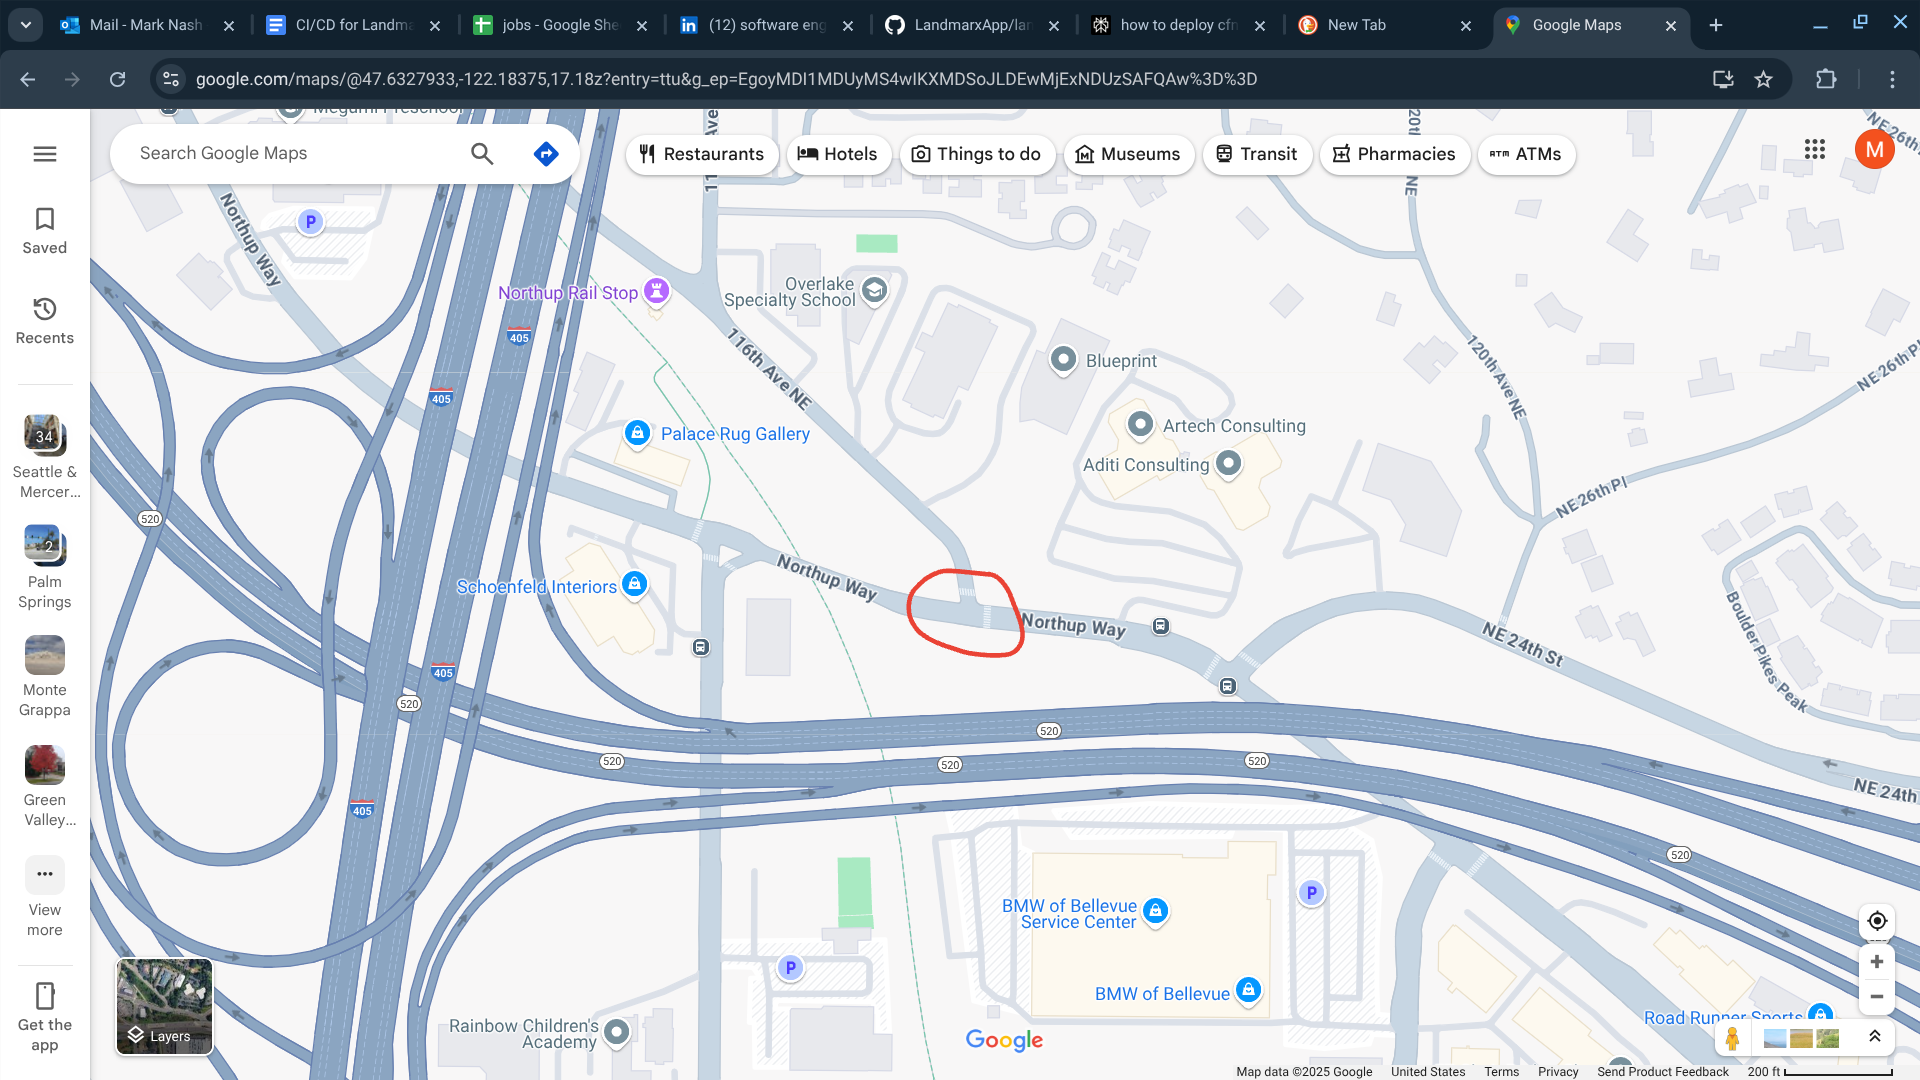 Mail - Mark Nash
CI/CD for Landma
jobs - Google She
(12) software eng
LandmarxApp/lan
how to deploy cfn
New Tab
Google Maps
google.com/maps/@47.6327933,-122.18375,17.18z?entry=ttu&g_ep=EgoyMDI1MDUyMS4wIKXMDSoJLDEwMjExNDUzSAFQAw%3D%3D
Search Google Maps
Restaurants
Hotels
Things to do
Museums
Transit
Pharmacies
ATM ATMs
M
Saved
Recents
34
Seattle &
Mercer...
2
Palm
Springs
Monte
Grappa
Green
Valley...
View
more
Get the
app
Megumi Preschool
Northup Way
P
Northup Rail Stop
Overlake
Specialty School
116th Ave NE
Blueprint
120th Ave NE
NE 26th Pl
NE 26th Pl
405
405
Palace Rug Gallery
Artech Consulting
Aditi Consulting
520
Schoenfeld Interiors
Northup Way
Northup Way
NE 24th St
Boulder Pikes Peak
405
520
520
520
520
520
405
NE 24th
520
BMW of Bellevue
Service Center
P
P
BMW of Bellevue
Rainbow Children's
Academy
Road Runner Sports
Layers
Google
Map data ©2025 Google
United States
Terms
Privacy
Send Product Feedback
200 ft